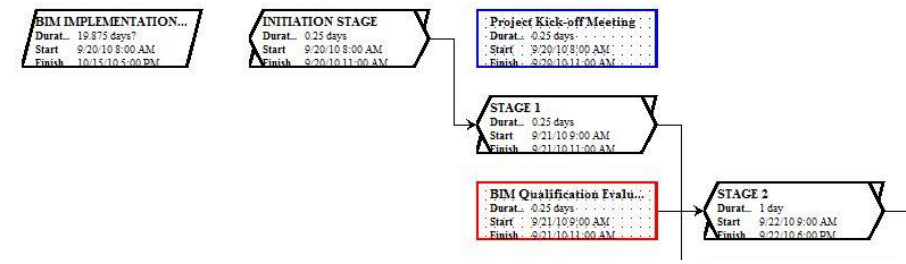 BIM IMPLEMENTATION...
Durat... 19.875 days?
Start 9/20/10 8:00 AM
Finish 10/15/10 5:00 PM
INITIATION STAGE
Durat... 0.25 days
Start 9/20/10 8:00 AM
Finish 9/20/10 11:00 AM
Project Kick-off Meeting
Durat... 0.25 days
Start 9/20/10 8:00 AM
Finish 9/20/10 11:00 AM
STAGE 1
Durat... 0.25 days
Start 9/21/10 9:00 AM
Finish 9/21/10 11:00 AM
BIM Qualification Evalu...
Durat... 0.25 days
Start 9/21/10 9:00 AM
Finish 9/21/10 11:00 AM
STAGE 2
Durat... 1 day
Start 9/22/10 9:00 AM
Finish 9/22/10 6:00 PM